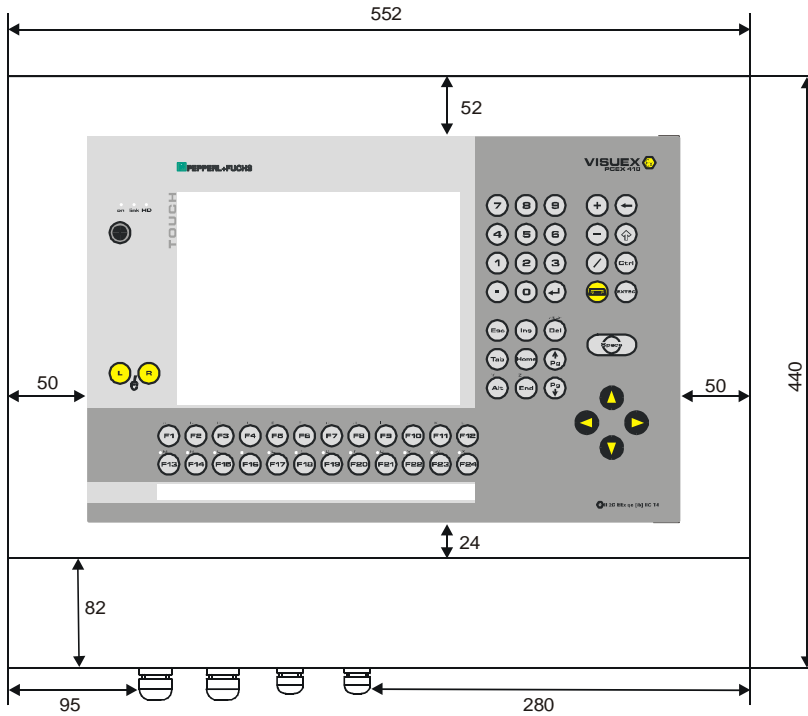 552
52
PEPPERL+FUCHS
VISUEX
PCEX 410
on link HD
TOUCH
7 8 9 + ←
4 5 6 −
1 2 3 / Ctrl
. 0
Esc Ins Del
Space
Tab Home Pg
L R
Alt End Pg
50
50
440
F1 F2 F3 F4 F5 F6 F7 F8 F9 F10 F11 F12
F13 F14 F15 F16 F17 F18 F19 F20 F21 F22 F23 F24
24
82
95
280